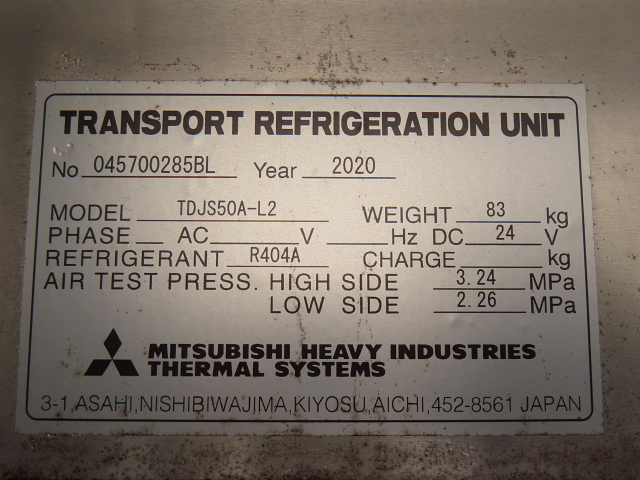 TRANSPORT REFRIGERATION UNIT
No 045700285BL Year 2020
MODEL TDJS50A-L2 WEIGHT 83 kg
PHASE AC V Hz DC 24 V
REFRIGERANT R404A CHARGE kg
AIR TEST PRESS. HIGH SIDE 3.24 MPa
LOW SIDE 2.26 MPa
MITSUBISHI HEAVY INDUSTRIES
THERMAL SYSTEMS
3-1,ASAHI,NISHIBIWAJIMA,KIYOSU,AICHI,452-8561 JAPAN